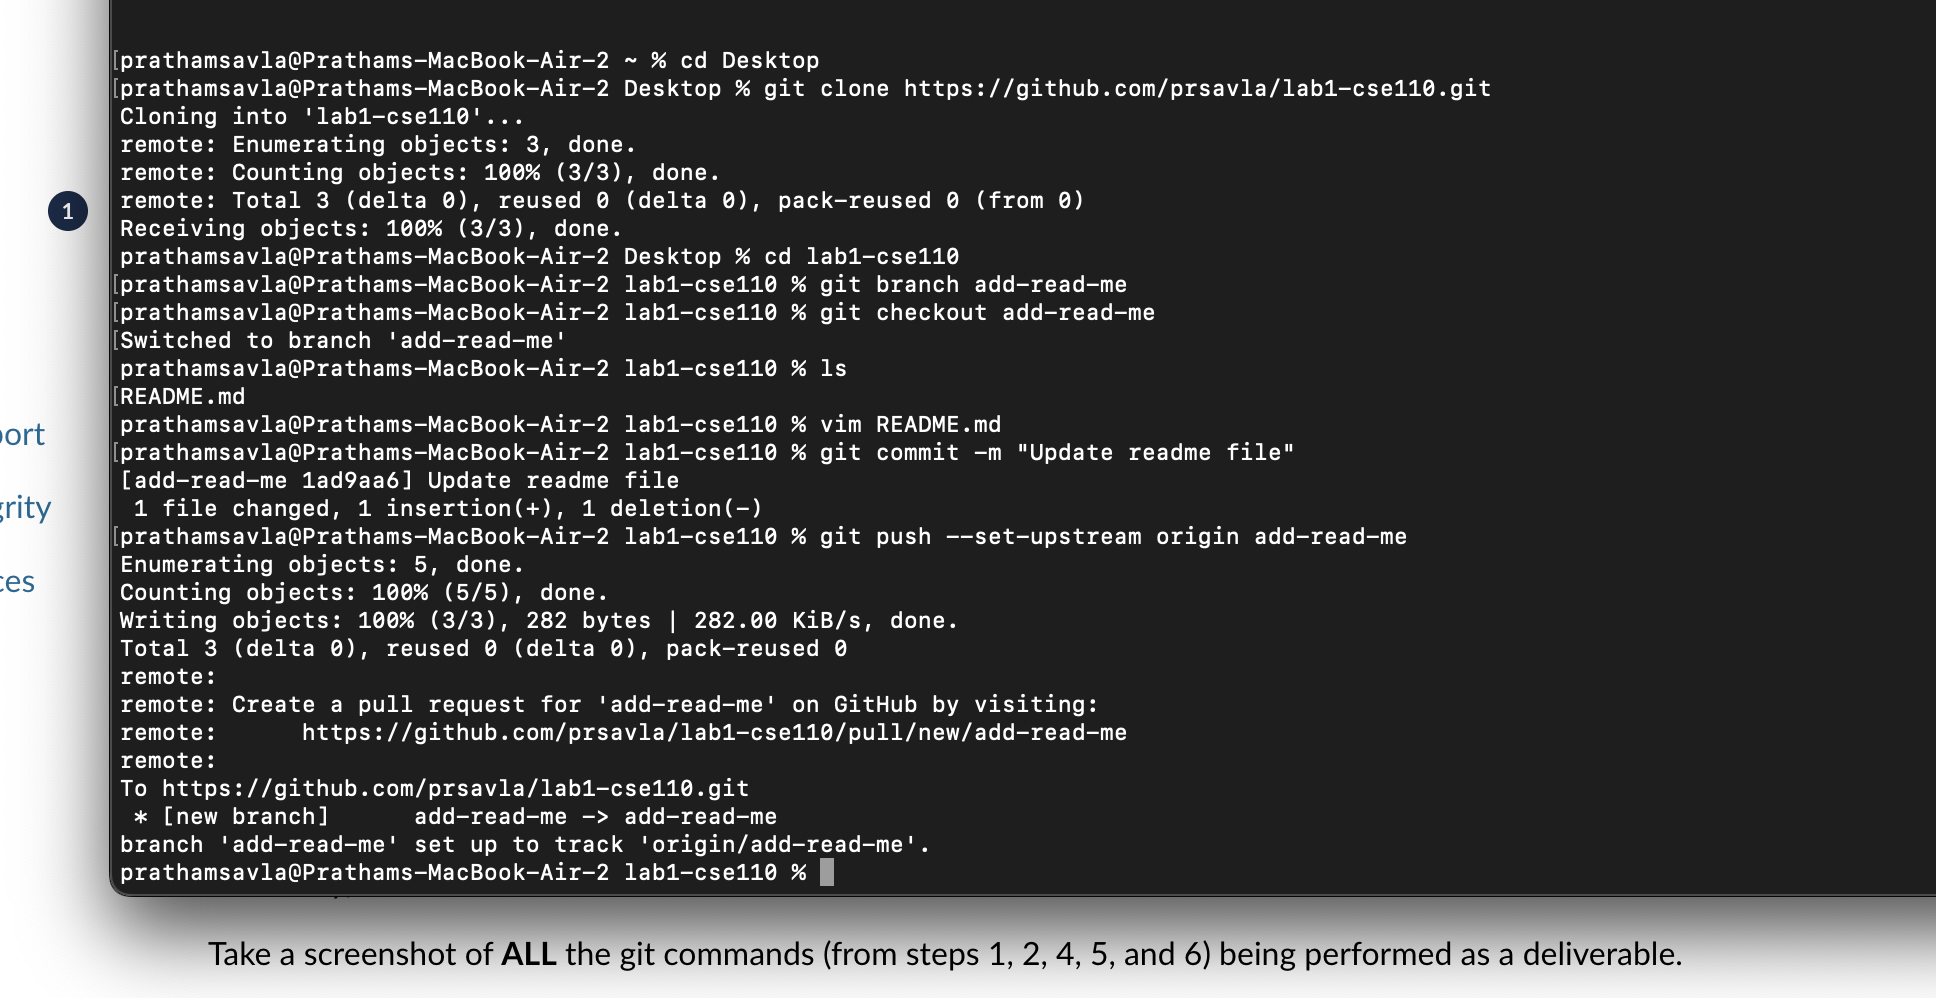 prathamsavla@Prathams-MacBook-Air-2 ~ % cd Desktop
prathamsavla@Prathams-MacBook-Air-2 Desktop % git clone https://github.com/prsavla/lab1-cse110.git
Cloning into 'lab1-cse110'...
remote: Enumerating objects: 3, done.
remote: Counting objects: 100% (3/3), done.
remote: Total 3 (delta 0), reused 0 (delta 0), pack-reused 0 (from 0)
1
Receiving objects: 100% (3/3), done.
prathamsavla@Prathams-MacBook-Air-2 Desktop % cd lab1-cse110
[prathamsavla@Prathams-MacBook-Air-2 lab1-cse110 % git branch add-read-me
[prathamsavla@Prathams-MacBook-Air-2 lab1-cse110 % git checkout add-read-me
[Switched to branch 'add-read-me'
prathamsavla@Prathams-MacBook-Air-2 lab1-cse110 % ls
[README.md
prathamsavla@Prathams-MacBook-Air-2 lab1-cse110 % vim README.md
[prathamsavla@Prathams-MacBook-Air-2 lab1-cse110 % git commit -m "Update readme file"
[add-read-me 1ad9aa6] Update readme file
 1 file changed, 1 insertion(+), 1 deletion(-)
[prathamsavla@Prathams-MacBook-Air-2 lab1-cse110 % git push --set-upstream origin add-read-me
Enumerating objects: 5, done.
Counting objects: 100% (5/5), done.
Writing objects: 100% (3/3), 282 bytes | 282.00 KiB/s, done.
Total 3 (delta 0), reused 0 (delta 0), pack-reused 0
remote:
remote: Create a pull request for 'add-read-me' on GitHub by visiting:
remote:      https://github.com/prsavla/lab1-cse110/pull/new/add-read-me
remote:
To https://github.com/prsavla/lab1-cse110.git
 * [new branch]      add-read-me -> add-read-me
branch 'add-read-me' set up to track 'origin/add-read-me'.
prathamsavla@Prathams-MacBook-Air-2 lab1-cse110 %
Take a screenshot of ALL the git commands (from steps 1, 2, 4, 5, and 6) being performed as a deliverable.